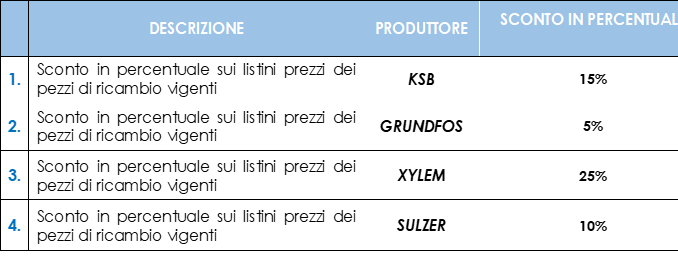 DESCRIZIONE PRODUTTORE SCONTO IN PERCENTUAL
1. Sconto in percentuale sui listini prezzi dei pezzi di ricambio vigenti KSB 15%
2. Sconto in percentuale sui listini prezzi dei pezzi di ricambio vigenti GRUNDFOS 5%
3. Sconto in percentuale sui listini prezzi dei pezzi di ricambio vigenti XYLEM 25%
4. Sconto in percentuale sui listini prezzi dei pezzi di ricambio vigenti SULZER 10%